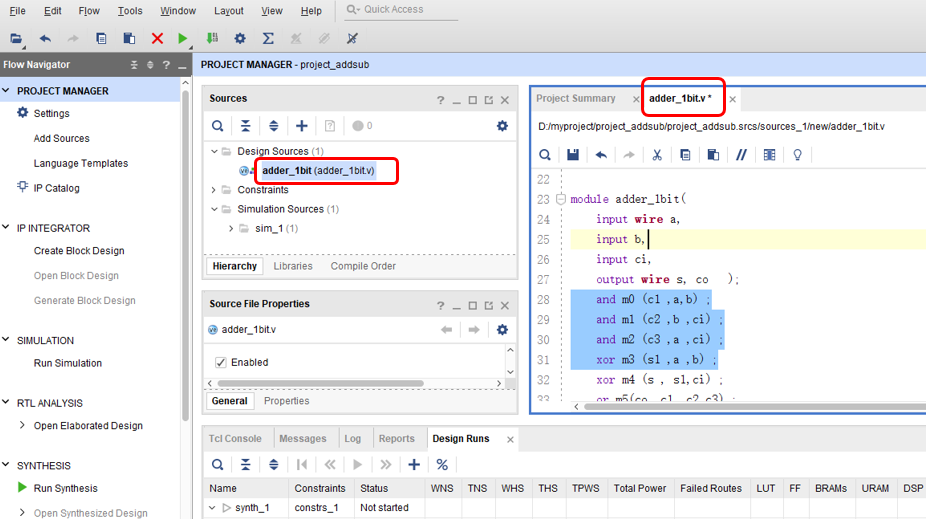 File Edit Flow Tools Window Layout View Help Quick Access
Flow Navigator
PROJECT MANAGER
Settings
Add Sources
Language Templates
IP Catalog
IP INTEGRATOR
Create Block Design
Open Block Design
Generate Block Design
SIMULATION
Run Simulation
RTL ANALYSIS
Open Elaborated Design
SYNTHESIS
Run Synthesis
Open Synthesized Design
PROJECT MANAGER - project_addsub
Sources
0
Design Sources (1)
adder_1bit (adder_1bit.v)
Constraints
Simulation Sources (1)
sim_1 (1)
Hierarchy Libraries Compile Order
Source File Properties
adder_1bit.v
Enabled
General Properties
Project Summary adder_1bit.v *
D:/myproject/project_addsub/project_addsub.srcs/sources_1/new/adder_1bit.v
22
23 module adder_1bit(
24 input wire a,
25 input b,
26 input ci,
27 output wire s, co );
28 and m0 (c1 ,a,b) ;
29 and m1 (c2 ,b ,ci) ;
30 and m2 (c3 ,a ,ci) ;
31 xor m3 (s1 ,a ,b) ;
32 xor m4 (s , s1,ci) ;
33 or m5(co, c1, c2,c3) ;
Tcl Console Messages Log Reports Design Runs
Name Constraints Status WNS TNS WHS THS TPWS Total Power Failed Routes LUT FF BRAMs URAM DSP
synth_1 constrs_1 Not started